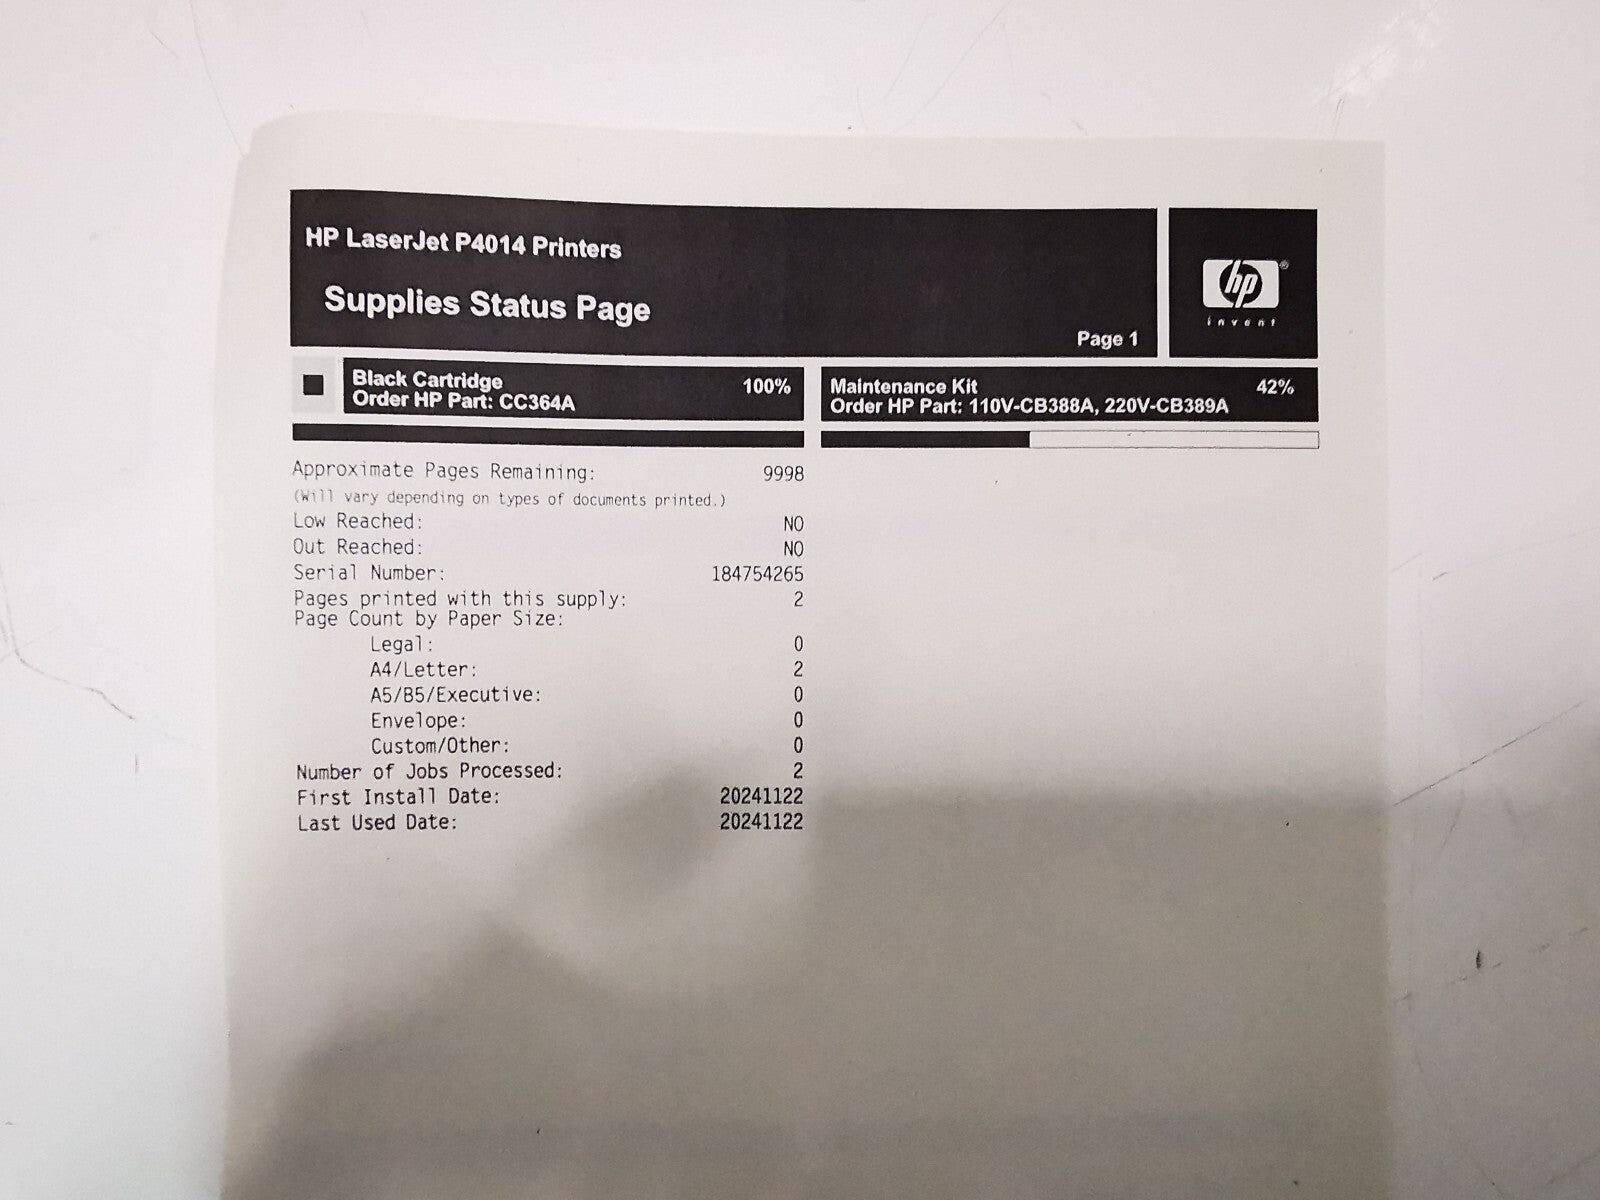 HP LaserJet P4014 Printers
Supplies Status Page
Page 1
hp®
invent
Black Cartridge 100%
Order HP Part: CC364A
Maintenance Kit 42%
Order HP Part: 110V-CB388A, 220V-CB389A
Approximate Pages Remaining: 9998
(Will vary depending on types of documents printed.)
Low Reached: NO
Out Reached: NO
Serial Number: 184754265
Pages printed with this supply: 2
Page Count by Paper Size:
Legal: 0
A4/Letter: 2
A5/B5/Executive: 0
Envelope: 0
Custom/Other: 0
Number of Jobs Processed: 2
First Install Date: 20241122
Last Used Date: 20241122